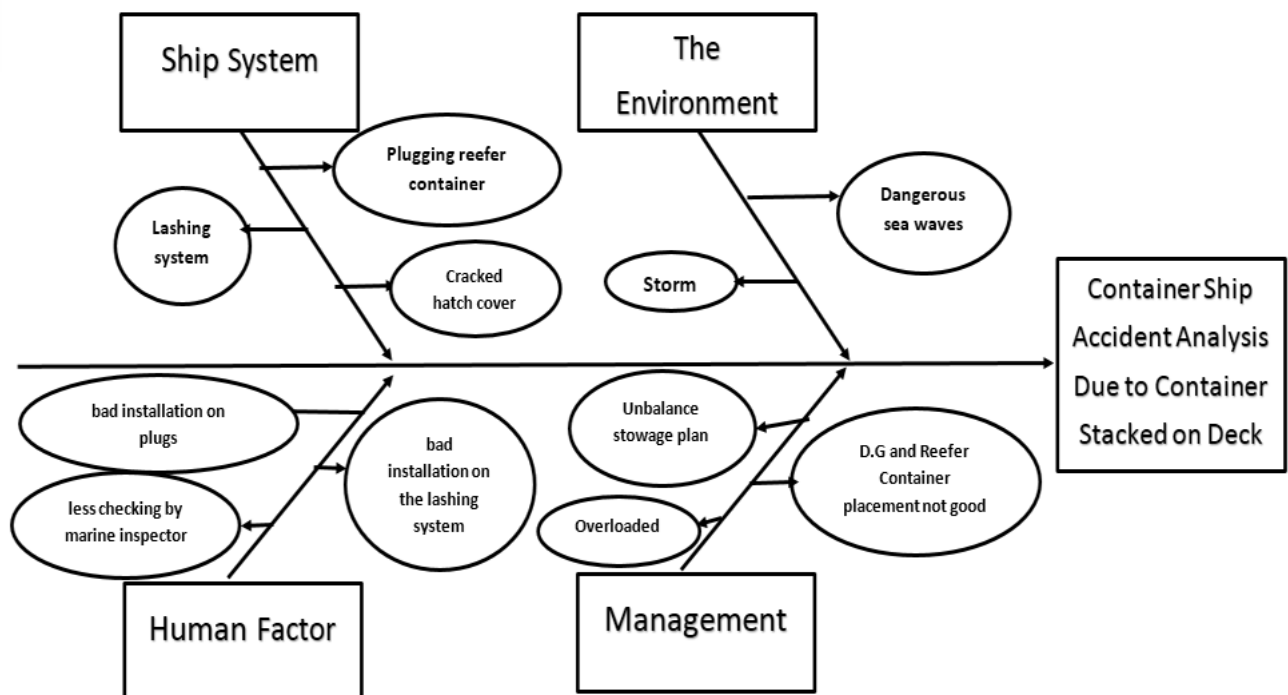 Ship System
The
Environment
Plugging reefer
container
Lashing
system
Cracked
hatch cover
Dangerous
sea waves
Storm
Container Ship
Accident Analysis
Due to Container
Stacked on Deck
bad installation on
plugs
less checking by
marine inspector
bad
installation on
the lashing
system
Unbalance
stowage plan
D.G and Reefer
Container
placement not good
Overloaded
Human Factor
Management